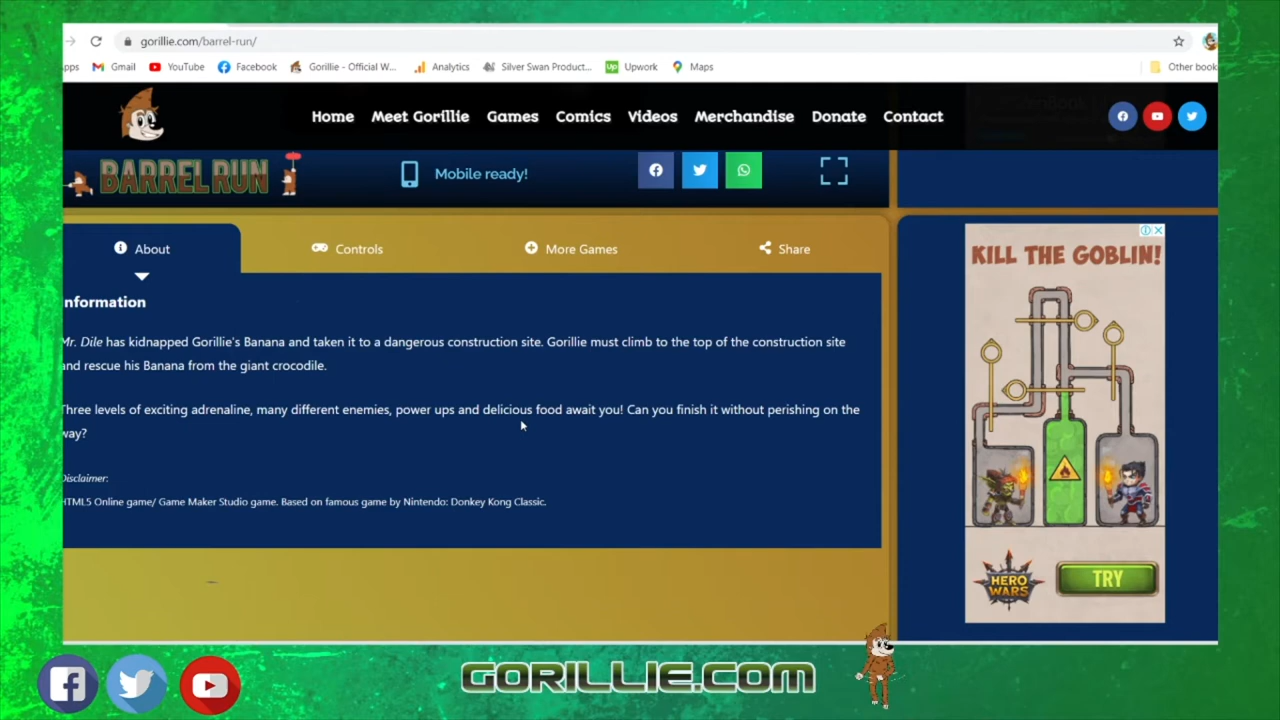 gorillie.com/barrel-run/
pps Gmail YouTube Facebook Gorillie - Official W... Analytics Silver Swan Product... Upwork Maps Other book
Home Meet Gorillie Games Comics Videos Merchandise Donate Contact
BARREL RUN Mobile ready!
About Controls More Games Share
nformation
Mr. Dile has kidnapped Gorillie's Banana and taken it to a dangerous construction site. Gorillie must climb to the top of the construction site
and rescue his Banana from the giant crocodile.
Three levels of exciting adrenaline, many different enemies, power ups and delicious food await you! Can you finish it without perishing on the
way?
Disclaimer:
HTML5 Online game/ Game Maker Studio game. Based on famous game by Nintendo: Donkey Kong Classic.
KILL THE GOBLIN!
HERO
WARS
TRY
GORILLIE.COM